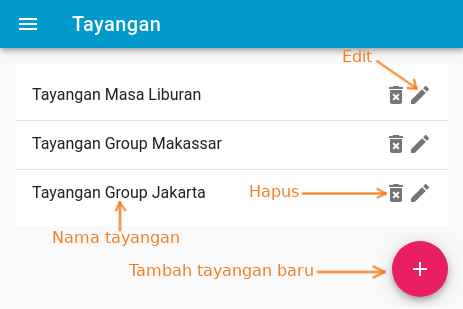 Tayangan
Edit
Tayangan Masa Liburan
Tayangan Group Makassar
Tayangan Group Jakarta
Hapus
Nama tayangan
Tambah tayangan baru